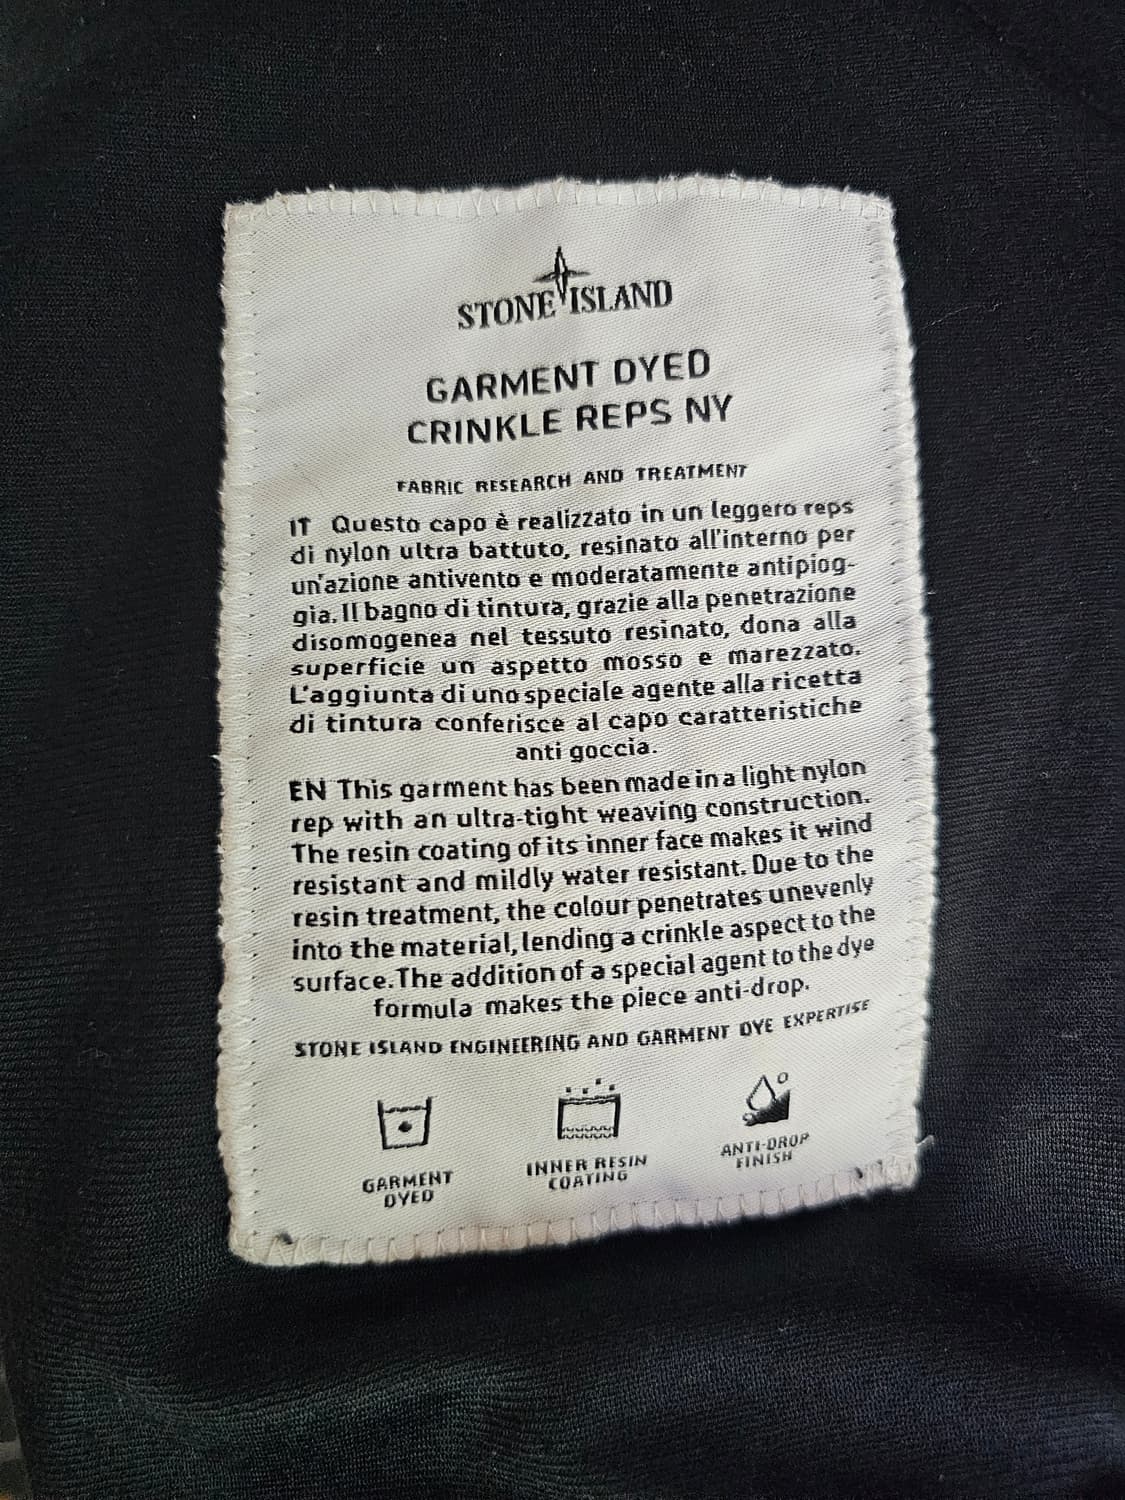 STONE ISLAND
GARMENT DYED
CRINKLE REPS NY
FABRIC RESEARCH AND TREATMENT
IT Questo capo è realizzato in un leggero reps
di nylon ultra battuto, resinato all'interno per
un'azione antivento e moderatamente antipiog-
gia. Il bagno di tintura, grazie alla penetrazione
disomogenea nel tessuto resinato, dona alla
superficie un aspetto mosso e marezzato.
L'aggiunta di uno speciale agente alla ricetta
di tintura conferisce al capo caratteristiche
anti goccia.
EN This garment has been made in a light nylon
rep with an ultra-tight weaving construction.
The resin coating of its inner face makes it wind
resistant and mildly water resistant. Due to the
resin treatment, the colour penetrates unevenly
into the material, lending a crinkle aspect to the
surface. The addition of a special agent to the dye
formula makes the piece anti-drop.
STONE ISLAND ENGINEERING AND GARMENT DYE EXPERTISE
GARMENT
DYED
INNER RESIN
COATING
ANTI-DROP
FINISH